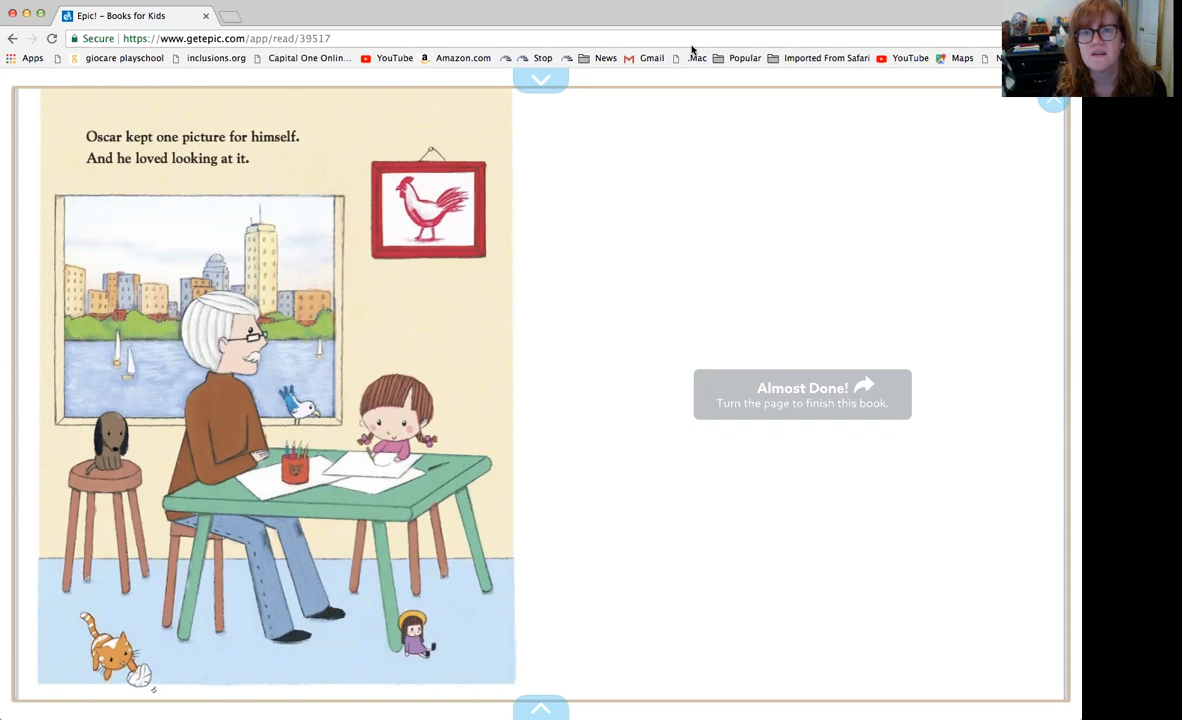 Epic! – Books for Kids
Secure
https://www.getepic.com/app/read/39517
Apps
giocare playschool
inclusions.org
Capital One Onlin...
YouTube
Amazon.com
Stop
News
Gmail
.Mac
Popular
Imported From Safari
YouTube
Maps
N
Oscar kept one picture for himself.
And he loved looking at it.
Almost Done!
Turn the page to finish this book.